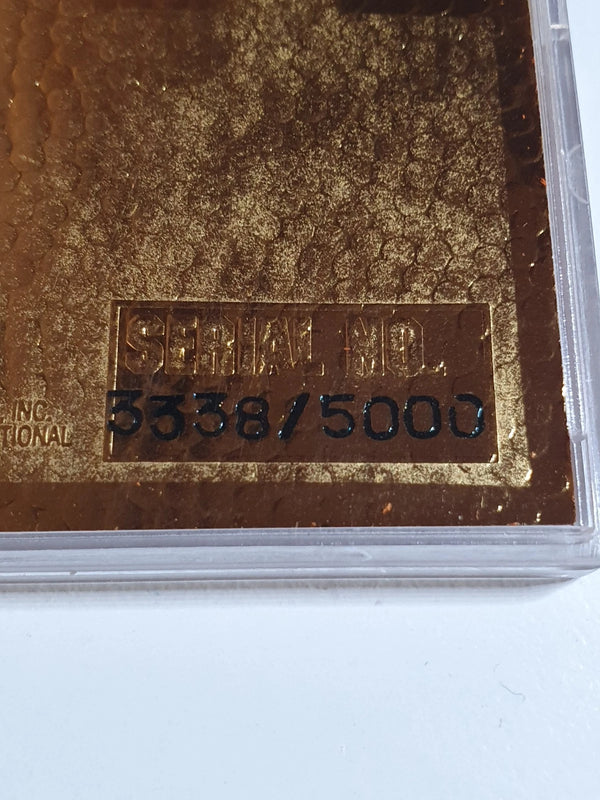 SERIAL NO.
3338/5000
INC.
TIONAL